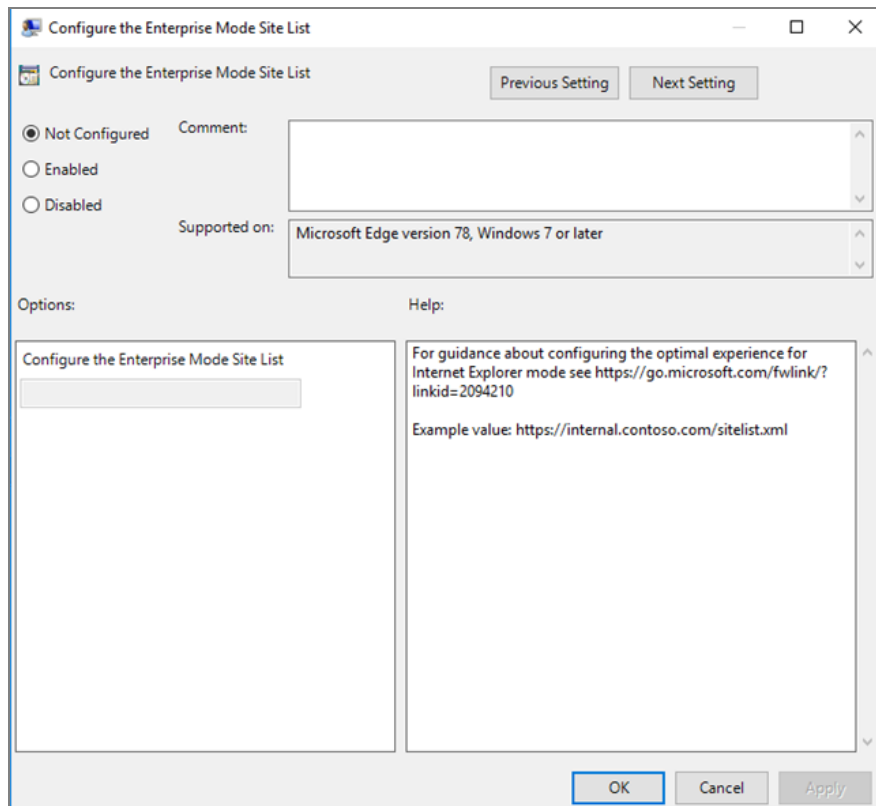 Configure the Enterprise Mode Site List
Configure the Enterprise Mode Site List
Previous Setting
Next Setting
Not Configured
Comment:
Enabled
Disabled
Supported on:
Microsoft Edge version 78, Windows 7 or later
Options:
Help:
Configure the Enterprise Mode Site List
For guidance about configuring the optimal experience for
Internet Explorer mode see https://go.microsoft.com/fwlink/?
linkid=2094210
Example value: https://internal.contoso.com/sitelist.xml
OK
Cancel
Apply